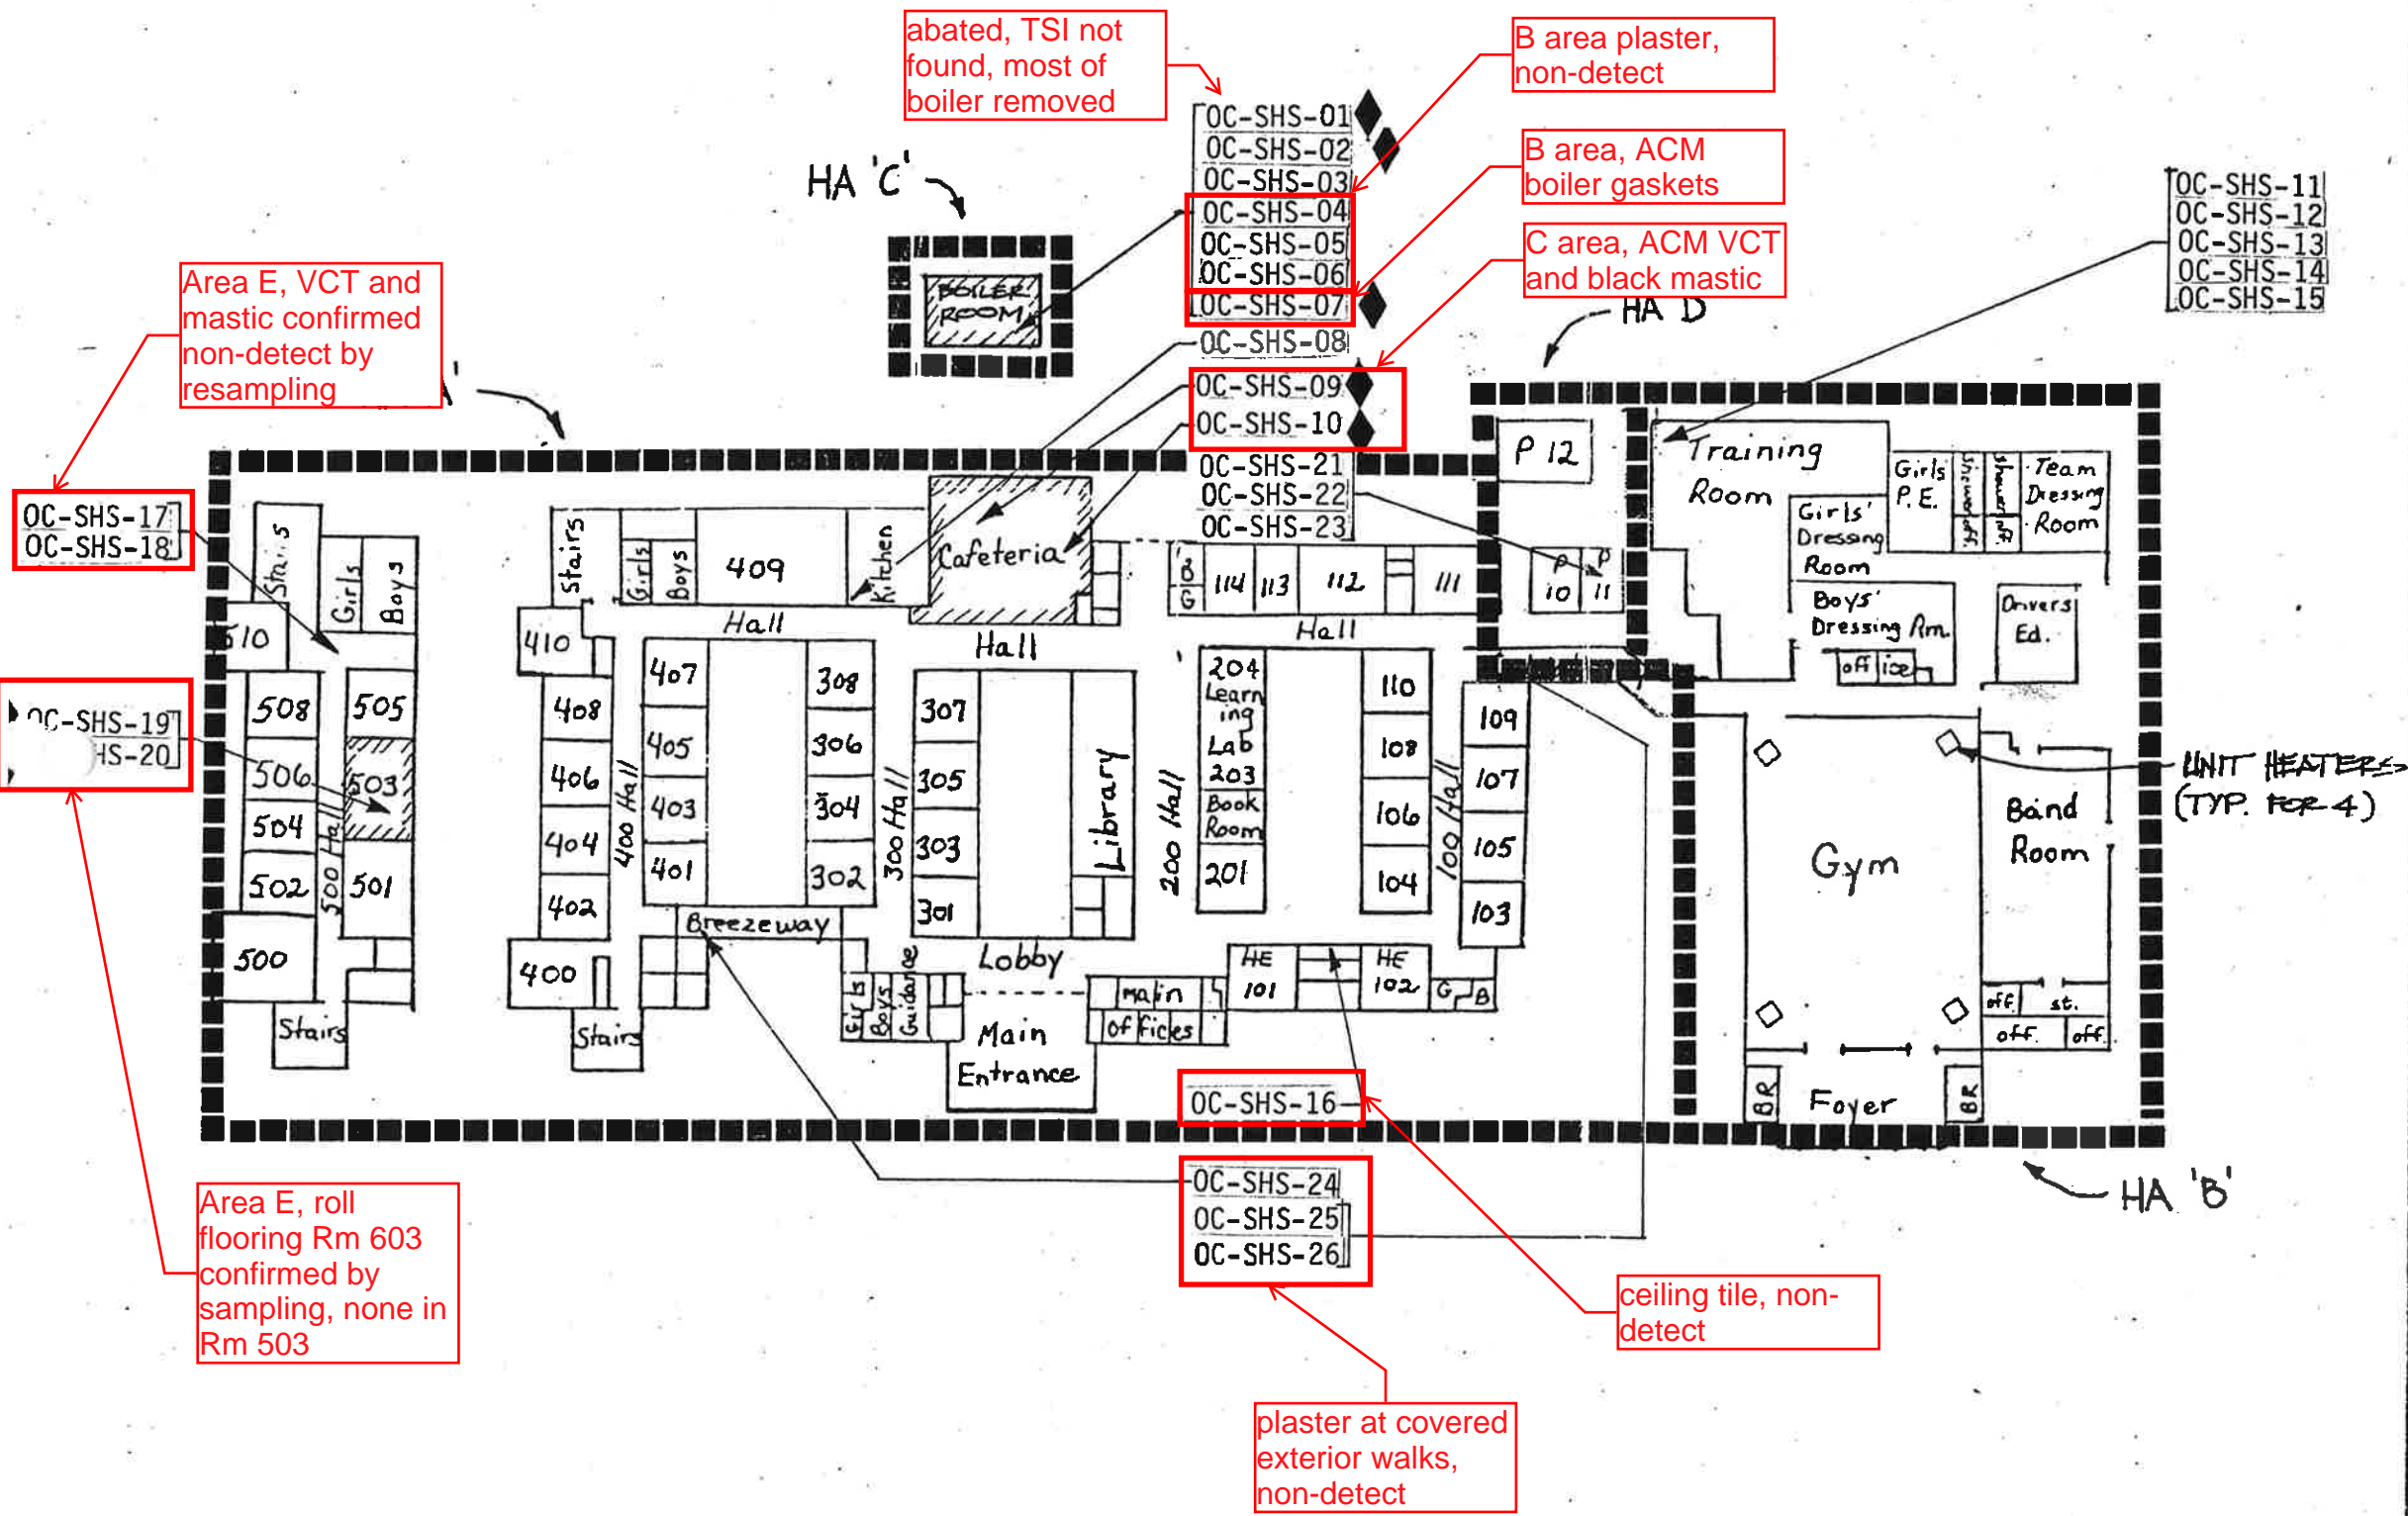 abated, TSI not
found, most of
boiler removed
B area plaster,
non-detect
OC-SHS-01
OC-SHS-02
OC-SHS-03
OC-SHS-04
OC-SHS-05
OC-SHS-06
OC-SHS-07
OC-SHS-08
OC-SHS-09
OC-SHS-10
OC-SHS-21
OC-SHS-22
OC-SHS-23
B area, ACM
boiler gaskets
C area, ACM VCT
and black mastic
OC-SHS-11
OC-SHS-12
OC-SHS-13
OC-SHS-14
OC-SHS-15
HA 'C'
BOILER
ROOM
HA D
Area E, VCT and
mastic confirmed
non-detect by
resampling
OC-SHS-17
OC-SHS-18
OC-SHS-19
HS-20
Stairs
Girls
Boys
510
508
505
506
503
504
502
501
500 Hall
500
Stairs
Stairs
Girls
Boys
409
Kitchen
Cafeteria
Hall
Hall
410
408
406
404
402
400
400 Hall
Stairs
407
405
403
401
308
306
304
302
300 Hall
Breezeway
307
305
303
301
Library
Lobby
Girls
Boys
Guidance
Main
Entrance
Main
Offices
B
G
114
113
112
111
Hall
200 Hall
204
Learn
ing
Lab
203
Book
Room
201
110
108
106
104
100 Hall
109
107
105
103
HE
101
HE
102
G
B
P 12
P
10
P
11
Training
Room
Girls
P.E.
Shower
off.
Shower
off.
Team
Dressing
Room
Girls'
Dressing
Room
Boys'
Dressing Rm.
office
Drivers
Ed.
UNIT HEATERS
(TYP. FOR 4)
Gym
Band
Room
off
st.
off.
off.
BR
Foyer
BR
HA 'B'
OC-SHS-16
OC-SHS-24
OC-SHS-25
OC-SHS-26
Area E, roll
flooring Rm 603
confirmed by
sampling, none in
Rm 503
ceiling tile, non-
detect
plaster at covered
exterior walks,
non-detect